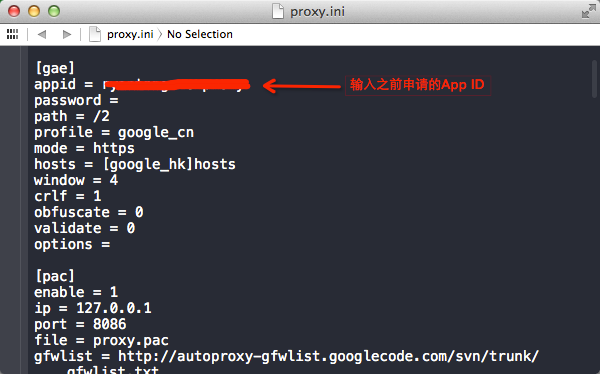 proxy.ini
proxy.ini › No Selection
[gae]
appid = 输入之前申请的App ID
password =
path = /2
profile = google_cn
mode = https
hosts = [google_hk]hosts
window = 4
crlf = 1
obfuscate = 0
validate = 0
options =
[pac]
enable = 1
ip = 127.0.0.1
port = 8086
file = proxy.pac
gfwlist = http://autoproxy-gfwlist.googlecode.com/svn/trunk/
gfwlist.txt